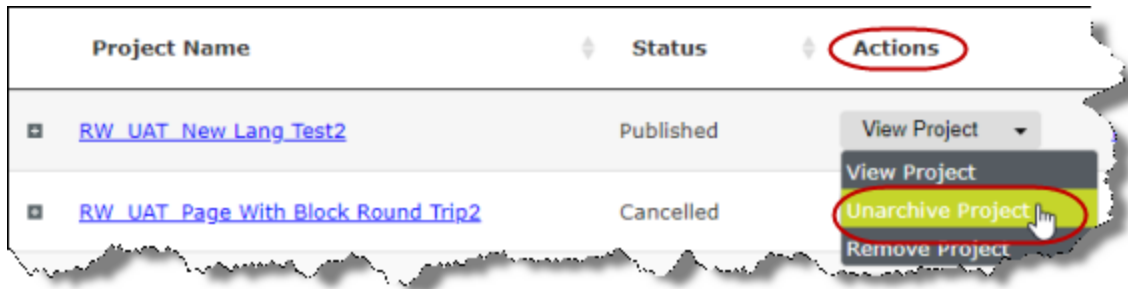 Project Name Status Actions
RW_UAT_New Lang Test2 Published View Project
View Project
RW_UAT_Page With Block Round Trip2 Cancelled Unarchive Project
Remove Project